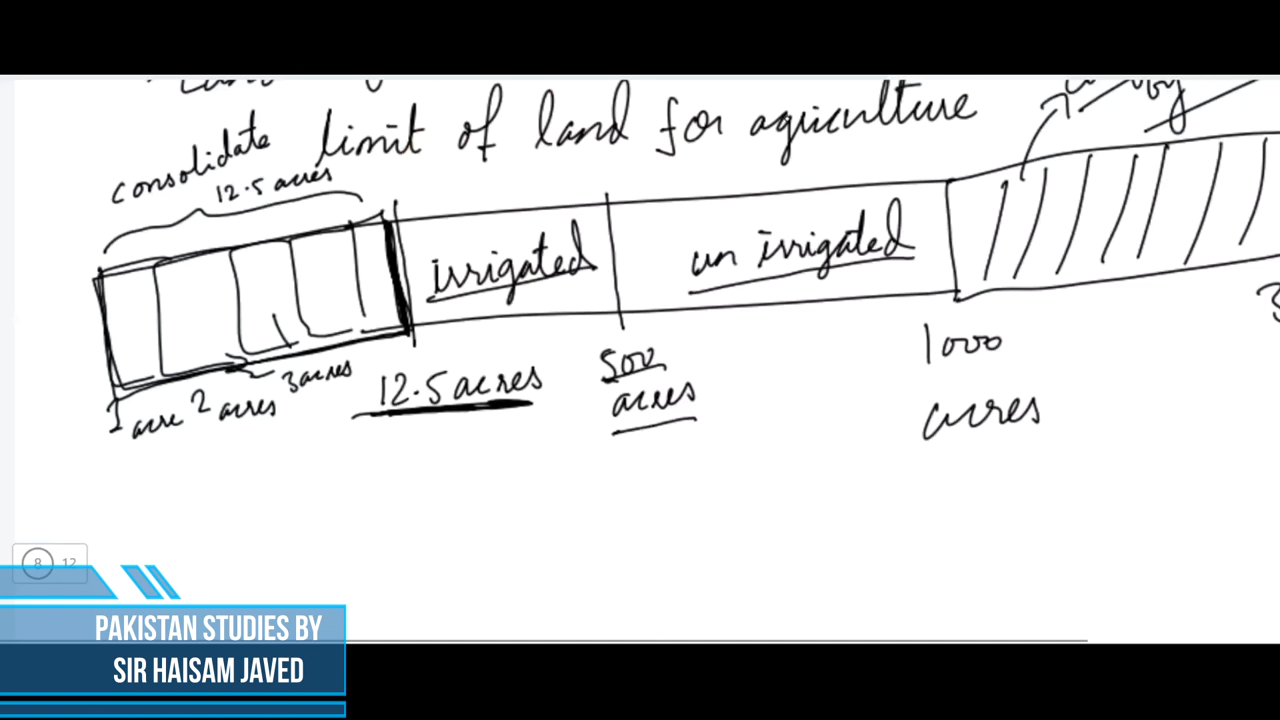 limit of land for agriculture
consolidate
12.5 acres
irrigated
un irrigated
1 acre 2 acres 3 acres
12.5 acres
500
acres
1000
acres
3
8 12
PAKISTAN STUDIES BY
SIR HAISAM JAVED